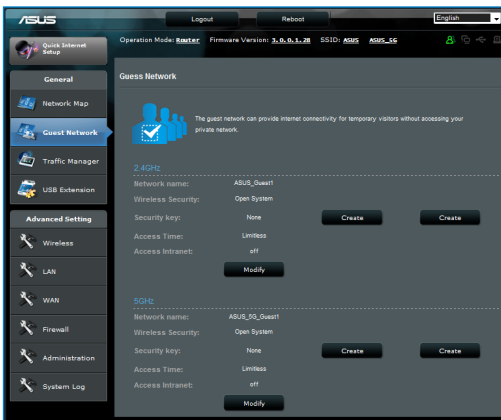 ASUS
Logout
Reboot
English
Quick Internet Setup
Operation Mode: Router Firmware Version: 3.0.0.1.28 SSID: ASUS ASUS_5G
General
Network Map
Guest Network
Traffic Manager
USB Extension
Advanced Setting
Wireless
LAN
WAN
Firewall
Administration
System Log
Guess Network
The guest network can provide internet connectivity for temporary visitors without accessing your
private network.
2.4GHz
Network name: ASUS_Guest1
Wireless Security: Open System
Security key: None Create Create
Access Time: Limitless
Access Intranet: off
Modify
5GHz
Network name: ASUS_5G_Guest1
Wireless Security: Open System
Security key: None Create Create
Access Time: Limitless
Access Intranet: off
Modify